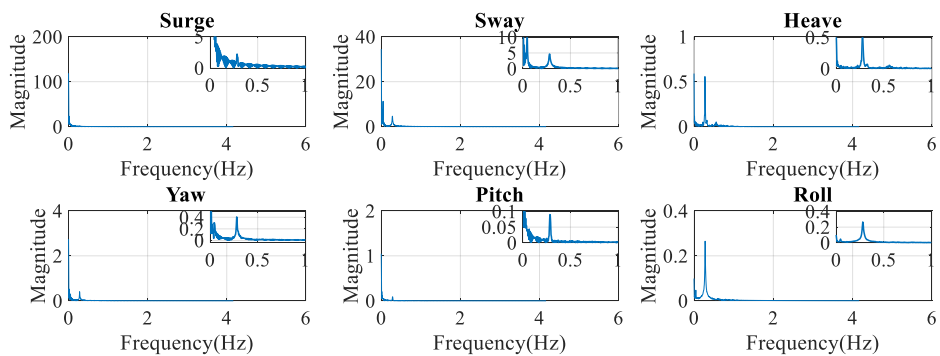 Surge
Sway
Heave
200
100
0
Magnitude
5
0
0 0.5 1
0 2 4 6
Frequency(Hz)
40
20
0
Magnitude
10
5
0
0 0.5 1
0 2 4 6
Frequency(Hz)
1
0.5
0
Magnitude
0.5
0
0 0.5 1
0 2 4 6
Frequency(Hz)
Yaw
Pitch
Roll
4
2
0
Magnitude
0.4
0.2
0
0 0.5 1
0 2 4 6
Frequency(Hz)
2
1
0
Magnitude
0.1
0.05
0
0 0.5 1
0 2 4 6
Frequency(Hz)
0.4
0.2
0
Magnitude
0.4
0.2
0
0 0.5 1
0 2 4 6
Frequency(Hz)